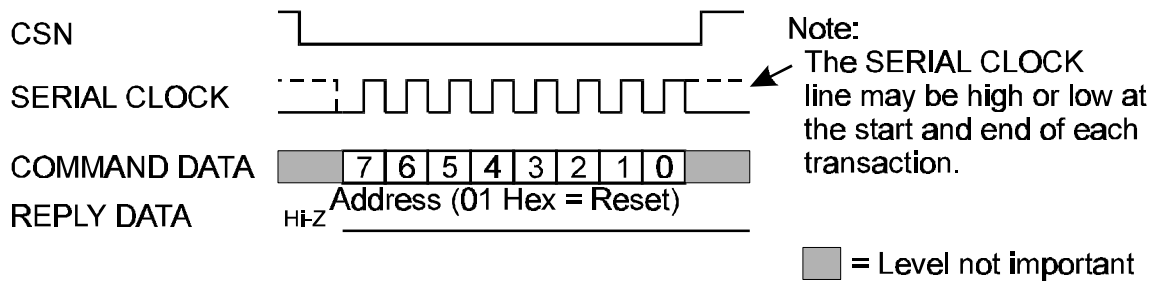 CSN
SERIAL CLOCK
COMMAND DATA
7 6 5 4 3 2 1 0
Address (01 Hex = Reset)
REPLY DATA
Hi-Z
Note:
The SERIAL CLOCK
line may be high or low at
the start and end of each
transaction.
= Level not important